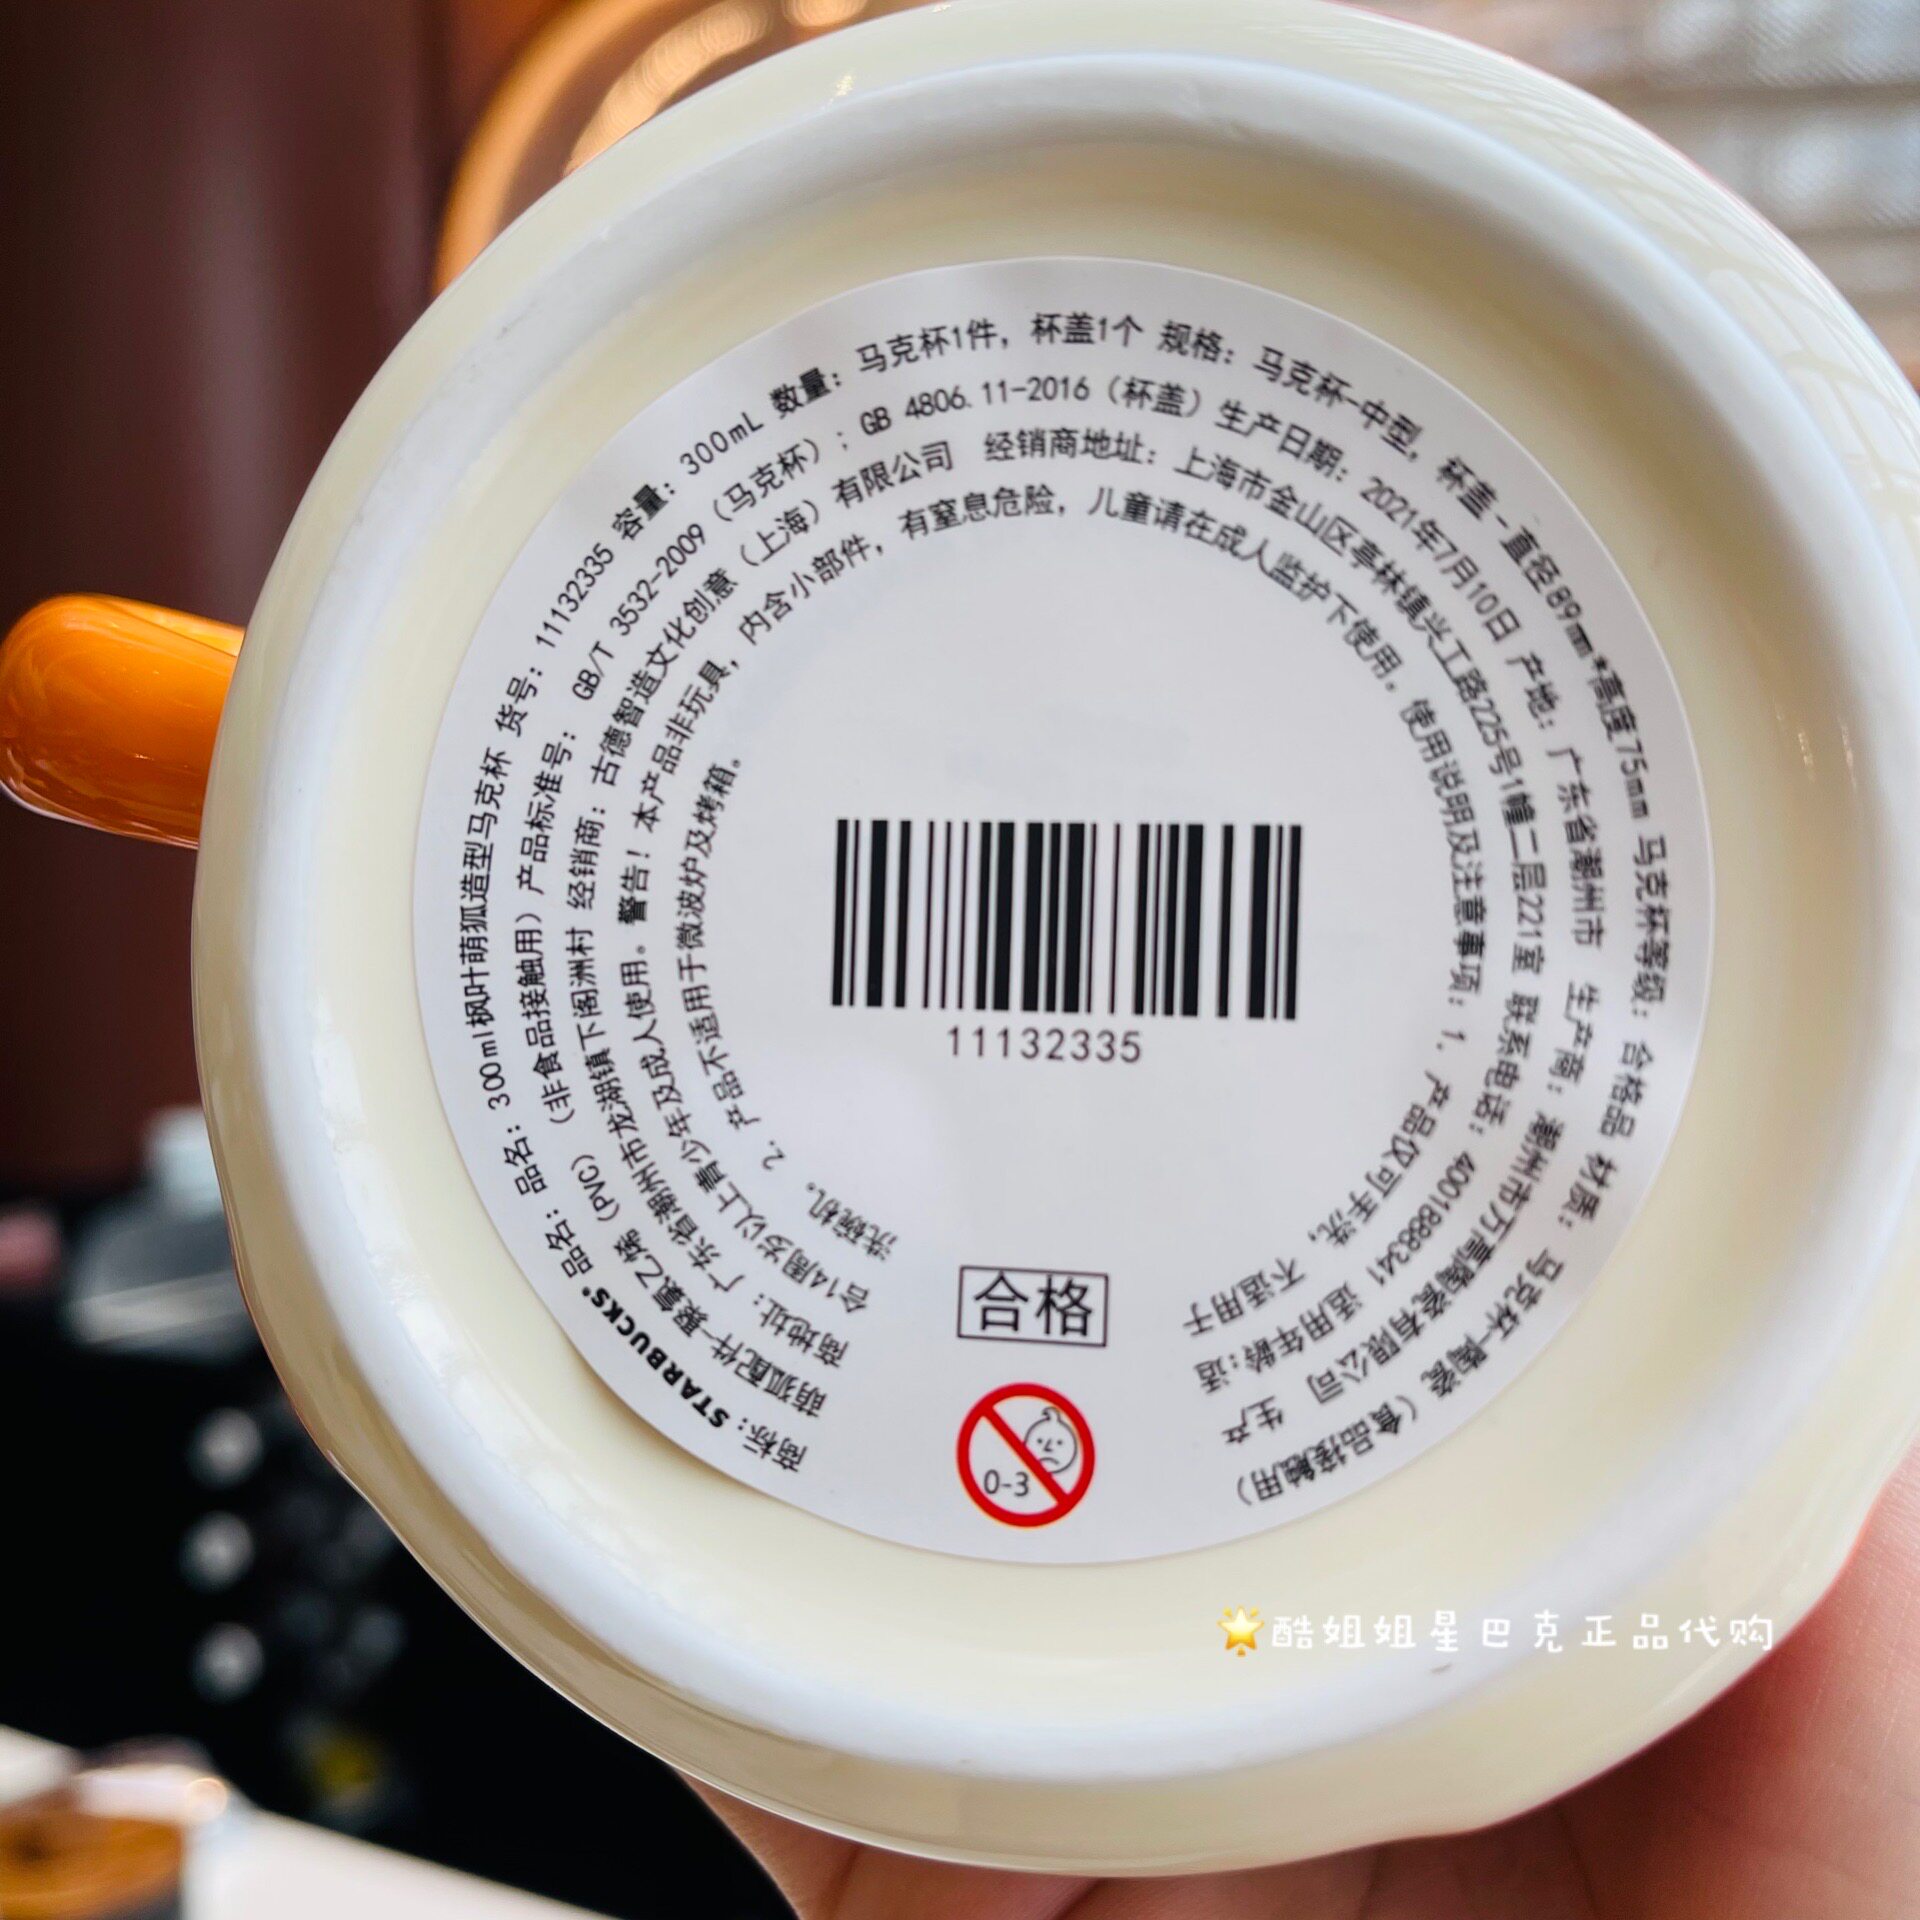 商标：STARBUCKS® 品名：品名：300ml枫叶萌狐造型马克杯 货号：11132335 容量：300mL 数量：马克杯1件，杯盖1个 规格：马克杯-中型，杯盖-直径89mm*高度75mm 马克杯等级：合格品 材质：马克杯-陶瓷（食品接触用）
萌狐配件-聚氯乙烯（PVC）（非食品接触用）产品标准号：GB/T 3532-2009（马克杯）；GB 4806.11-2016（杯盖）生产日期：2021年7月10日 产地：广东省潮州市 生产商：潮州市万高陶瓷有限公司 生产
商地址：广东省潮州市龙湖镇下阁洲村 经销商：古德智造文化创意（上海）有限公司 经销商地址：上海市金山区亭林镇兴工路225号1幢二层221室 联系电话：4001888341 适用年龄：适
合14周岁以上青少年及成人使用。警告！本产品非玩具，内含小部件，有窒息危险，儿童请在成人监护下使用。使用说明及注意事项：1. 产品仅可手洗，不适用于
洗碗机。2. 产品不适用于微波炉及烤箱。
11132335
合格
0-3
酷姐姐星巴克正品代购